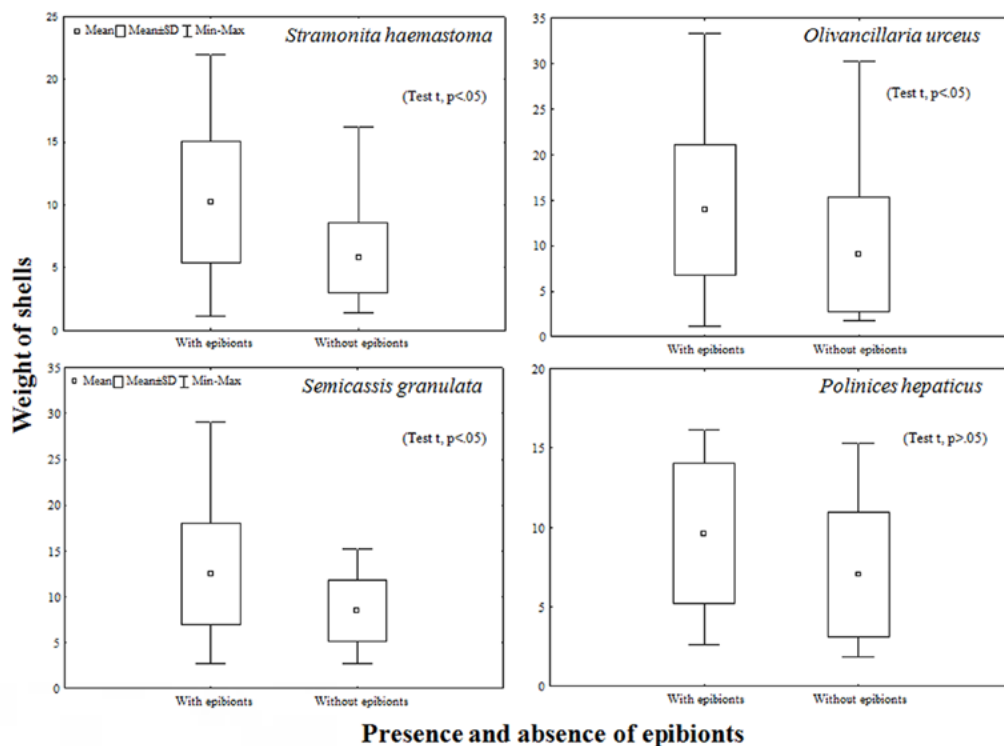 25
20
15
10
5
0
Mean Mean±SD Min-Max
Stramonita haemastoma
(Test t, p<.05)
With epibionts Without epibionts
35
30
25
20
15
10
5
0
Olivancillaria urceus
(Test t, p<.05)
With epibionts Without epibionts
Weight of shells
35
30
25
20
15
10
5
0
Mean Mean±SD Min-Max
Semicassis granulata
(Test t, p<.05)
With epibionts Without epibionts
20
15
10
5
0
Polinices hepaticus
(Test t, p>.05)
With epibionts Without epibionts
Presence and absence of epibionts